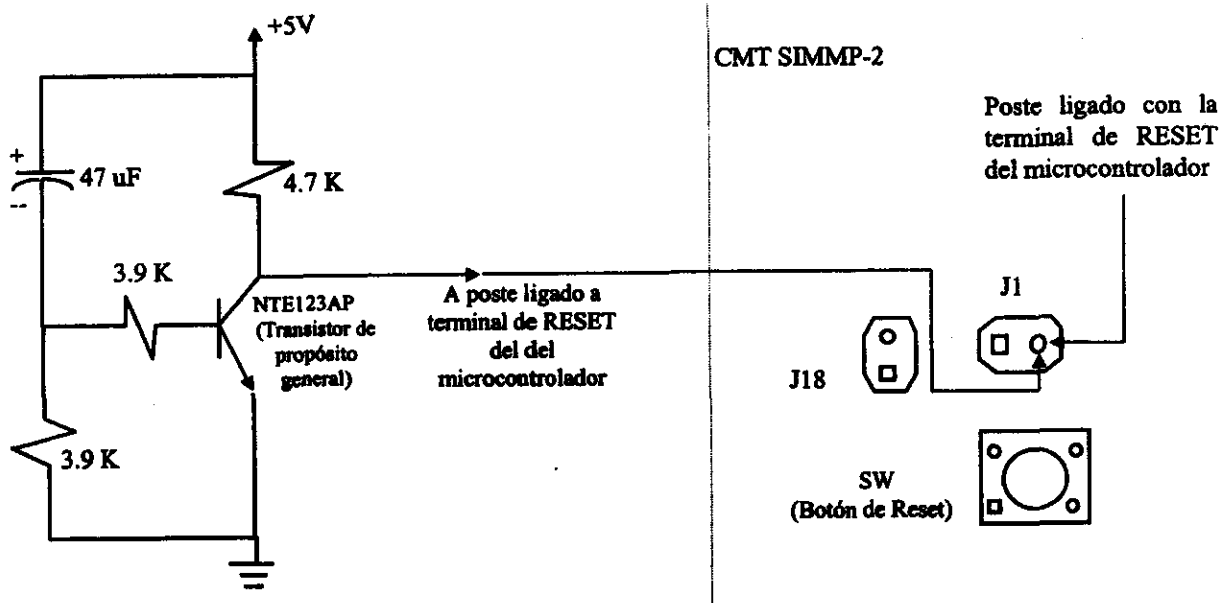 +5V
CMT SIMMP-2
Poste ligado con la
terminal de RESET
del microcontrolador
+
47 uF
--
4.7 K
3.9 K
NTE123AP
(Transistor de
propósito
general)
A poste ligado a
terminal de RESET
del del
microcontrolador
J1
J18
3.9 K
SW
(Botón de Reset)